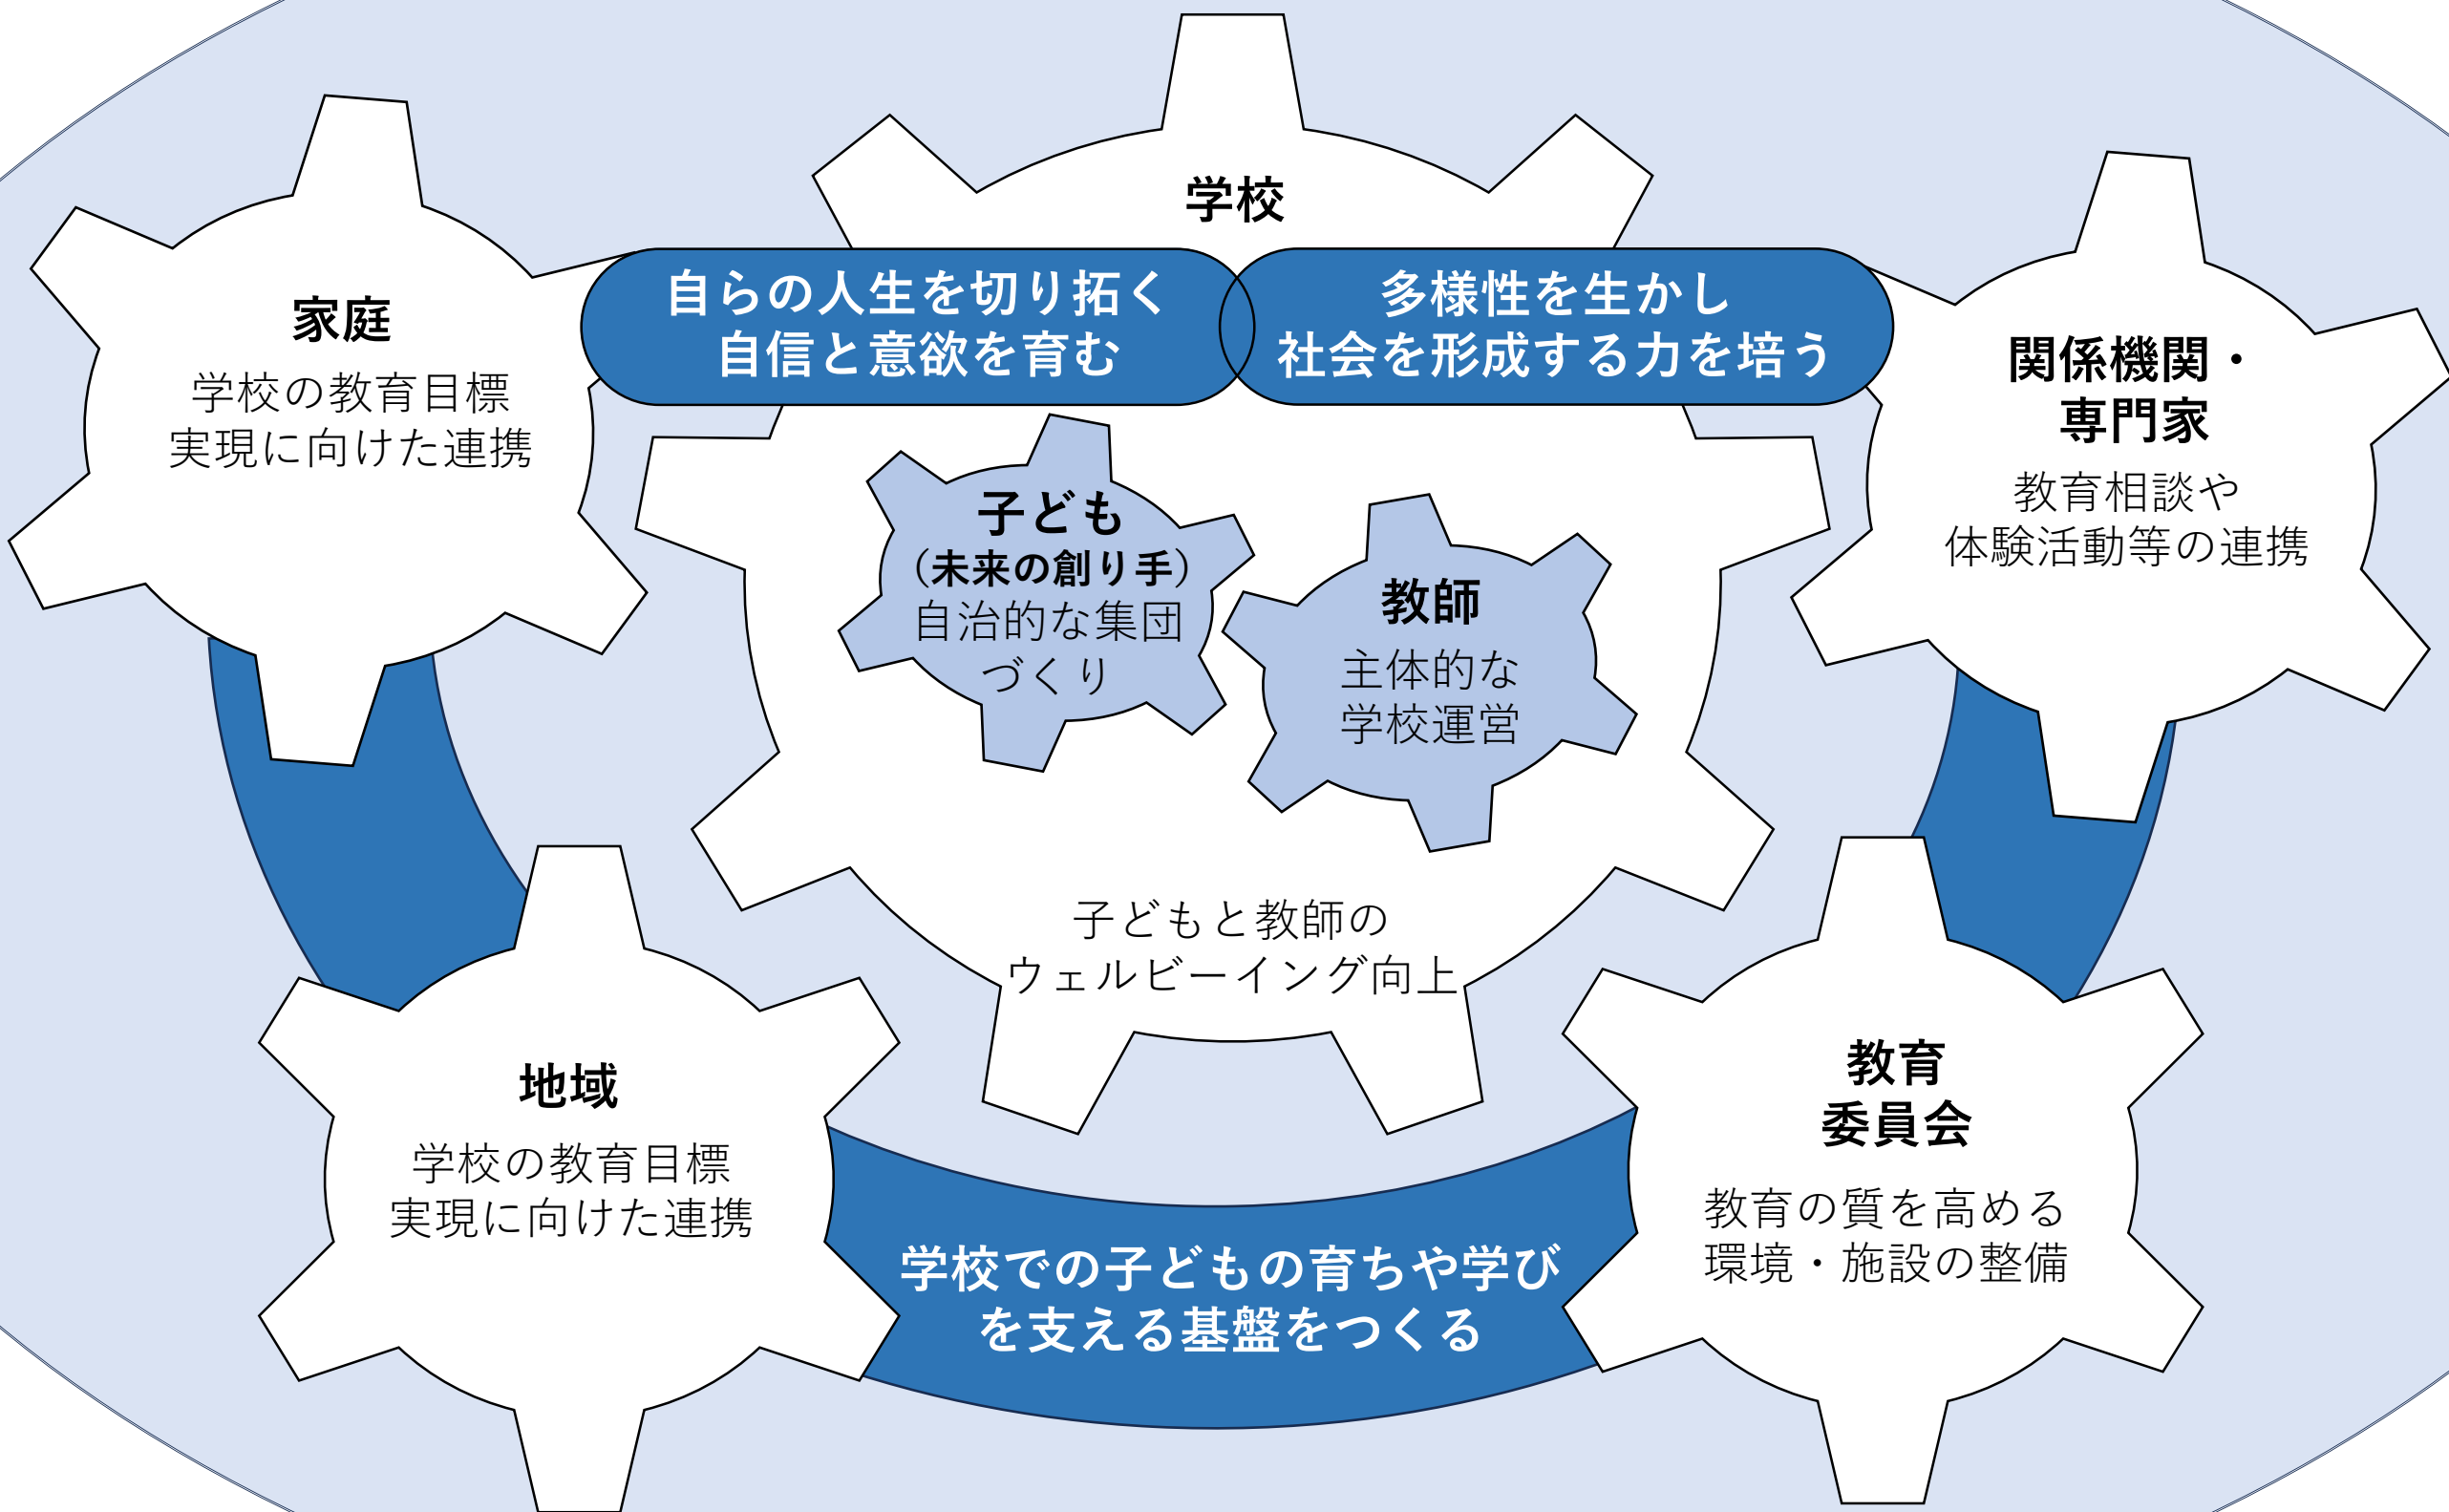 学校
自らの人生を切り拓く
自信と意欲を育む
多様性を生かし
社会を形成する力を培う
家庭
学校の教育目標
実現に向けた連携
関係機関・
専門家
教育相談や
体験活動等の連携
子ども
（未来の創り手）
自治的な集団
づくり
教師
主体的な
学校運営
子どもと教師の
ウェルビーイング向上
地域
学校の教育目標
実現に向けた連携
教育
委員会
教育の質を高める
環境・施設の整備
学校での子どもの育ちや学び
を支える基盤をつくる